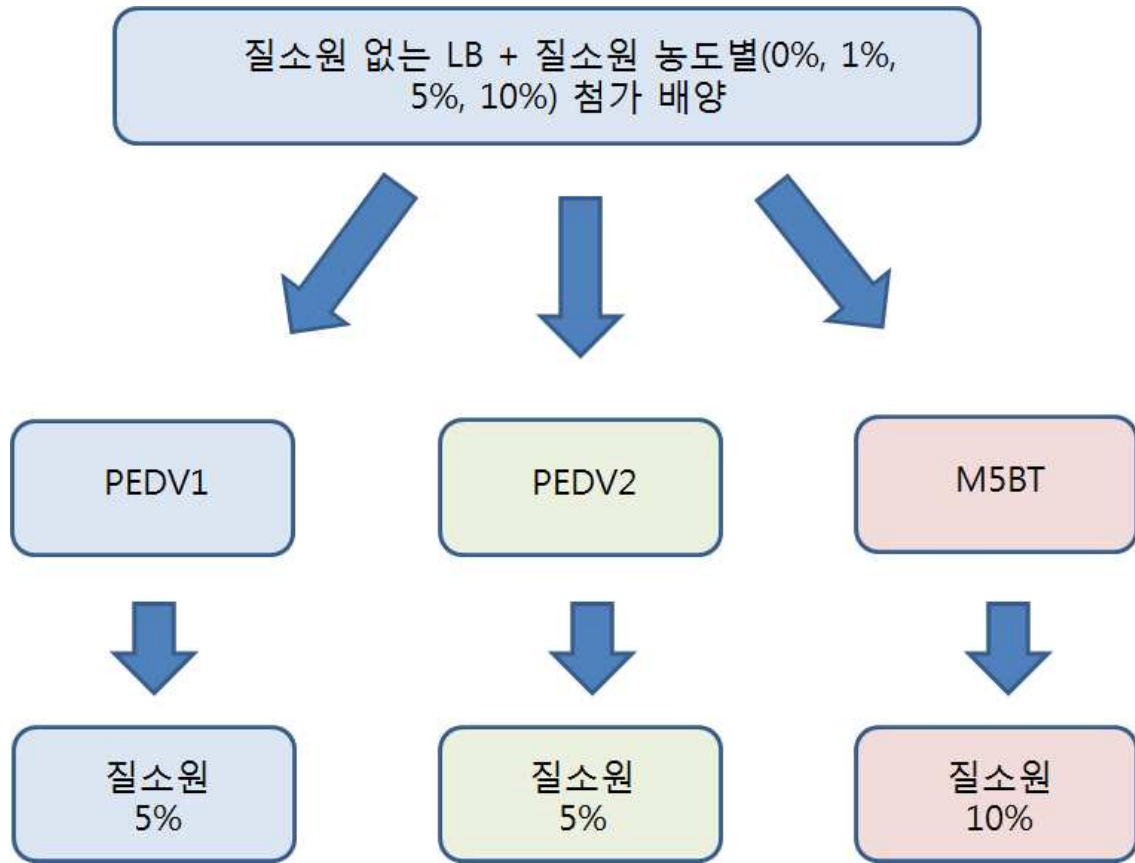 질소원 없는 LB + 질소원 농도별(0%, 1%,
5%, 10%) 첨가 배양
PEDV1
PEDV2
M5BT
질소원
5%
질소원
5%
질소원
10%